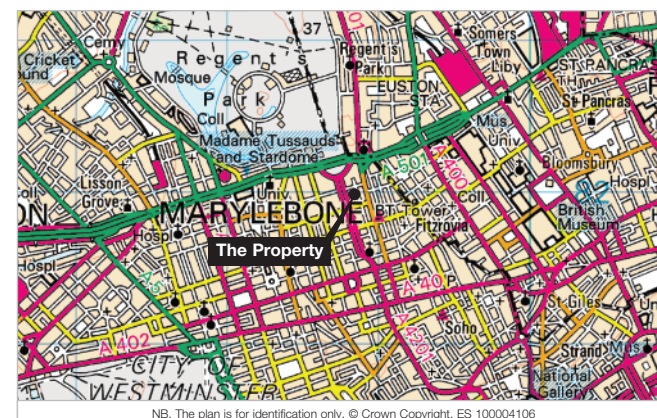 37
Cemy
Regent's
Park
Somers
Town
Liby
Cricket
Mosque
Regent's
Park
EUSTON
STA
ST PANCRAS
St Pancras
Coll
Madame Tussauds
and Stardome
Mus
Univ
A 501
A 400
Bloomsbury
Lisson
Grove
Univ
Coll
Hospl
MARYLEBONE
BT Tower
Fitzrovia
British
Museum
Hosp
The Property
Hospl
A 40
P
St Giles
Soho
A 4201
A 402
Strand
Mus
CITY OF
WESTMINSTER
National
Gallery
NB. The plan is for identification only. © Crown Copyright, ES 100004106